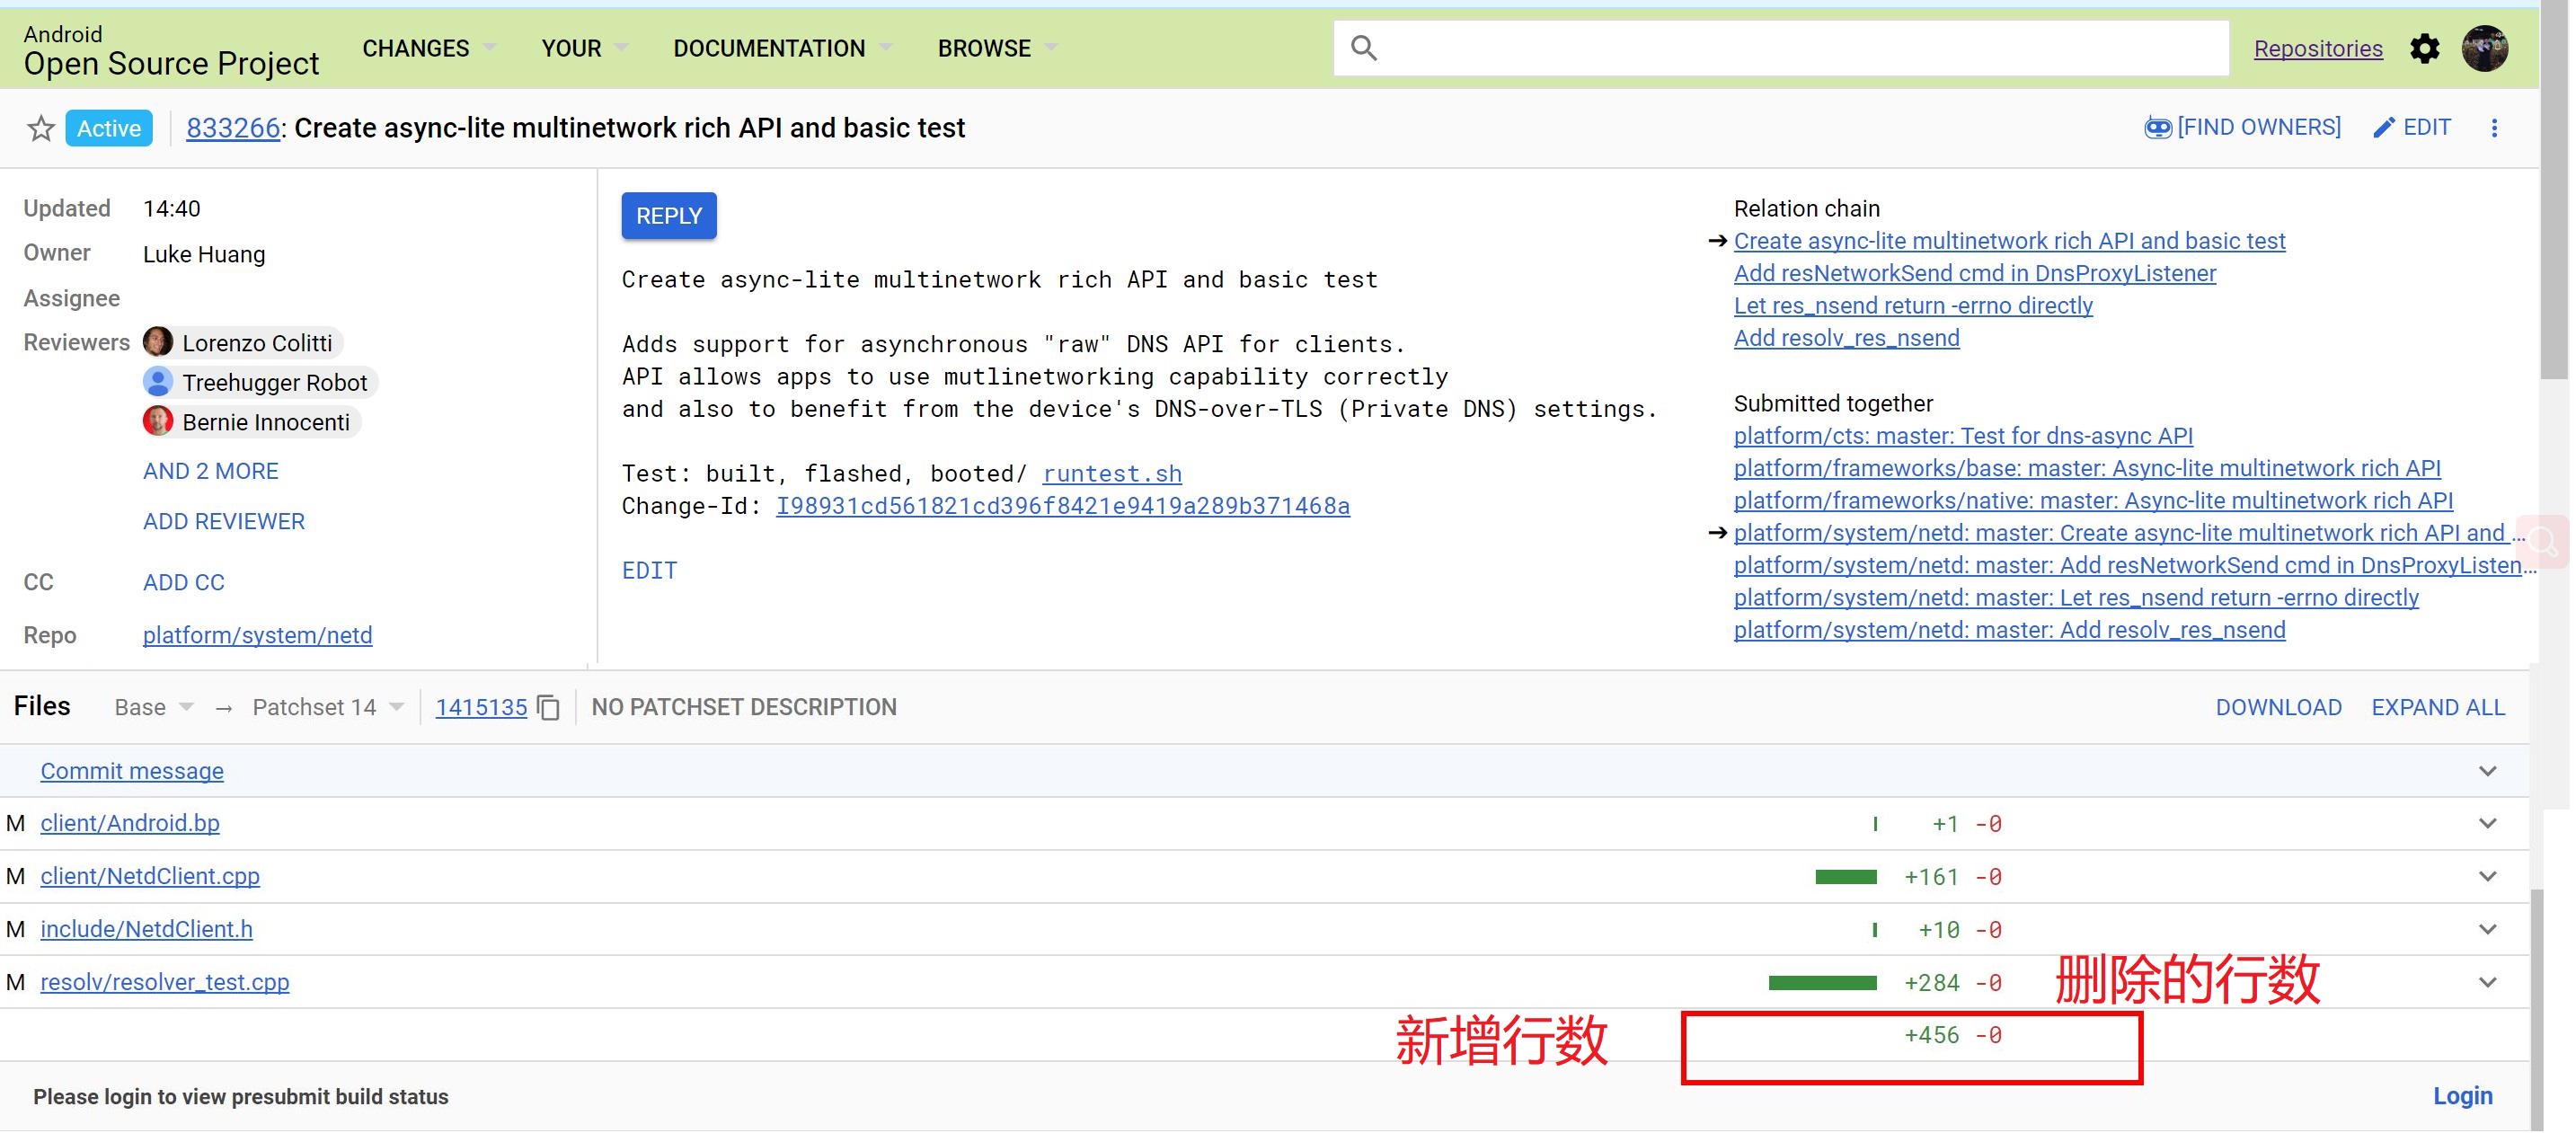 Android
Open Source Project
CHANGES
YOUR
DOCUMENTATION
BROWSE
Repositories
Active
833266: Create async-lite multinetwork rich API and basic test
[FIND OWNERS]
EDIT
Updated 14:40
Owner Luke Huang
Assignee
Reviewers Lorenzo Colitti
Treehugger Robot
Bernie Innocenti
AND 2 MORE
ADD REVIEWER
CC ADD CC
Repo platform/system/netd
REPLY
Create async-lite multinetwork rich API and basic test
Adds support for asynchronous "raw" DNS API for clients.
API allows apps to use mutlinetworking capability correctly
and also to benefit from the device's DNS-over-TLS (Private DNS) settings.
Test: built, flashed, booted/ runtest.sh
Change-Id: I98931cd561821cd396f8421e9419a289b371468a
EDIT
Relation chain
→ Create async-lite multinetwork rich API and basic test
Add resNetworkSend cmd in DnsProxyListener
Let res_nsend return -errno directly
Add resolv_res_nsend
Submitted together
platform/cts: master: Test for dns-async API
platform/frameworks/base: master: Async-lite multinetwork rich API
platform/frameworks/native: master: Async-lite multinetwork rich API
→ platform/system/netd: master: Create async-lite multinetwork rich API and ...
platform/system/netd: master: Add resNetworkSend cmd in DnsProxyListen...
platform/system/netd: master: Let res_nsend return -errno directly
platform/system/netd: master: Add resolv_res_nsend
Files Base → Patchset 14 1415135 NO PATCHSET DESCRIPTION DOWNLOAD EXPAND ALL
Commit message
M client/Android.bp +1 -0
M client/NetdClient.cpp +161 -0
M include/NetdClient.h +10 -0
M resolv/resolver_test.cpp +284 -0
删除的行数
新增行数
+456 -0
Please login to view presubmit build status Login